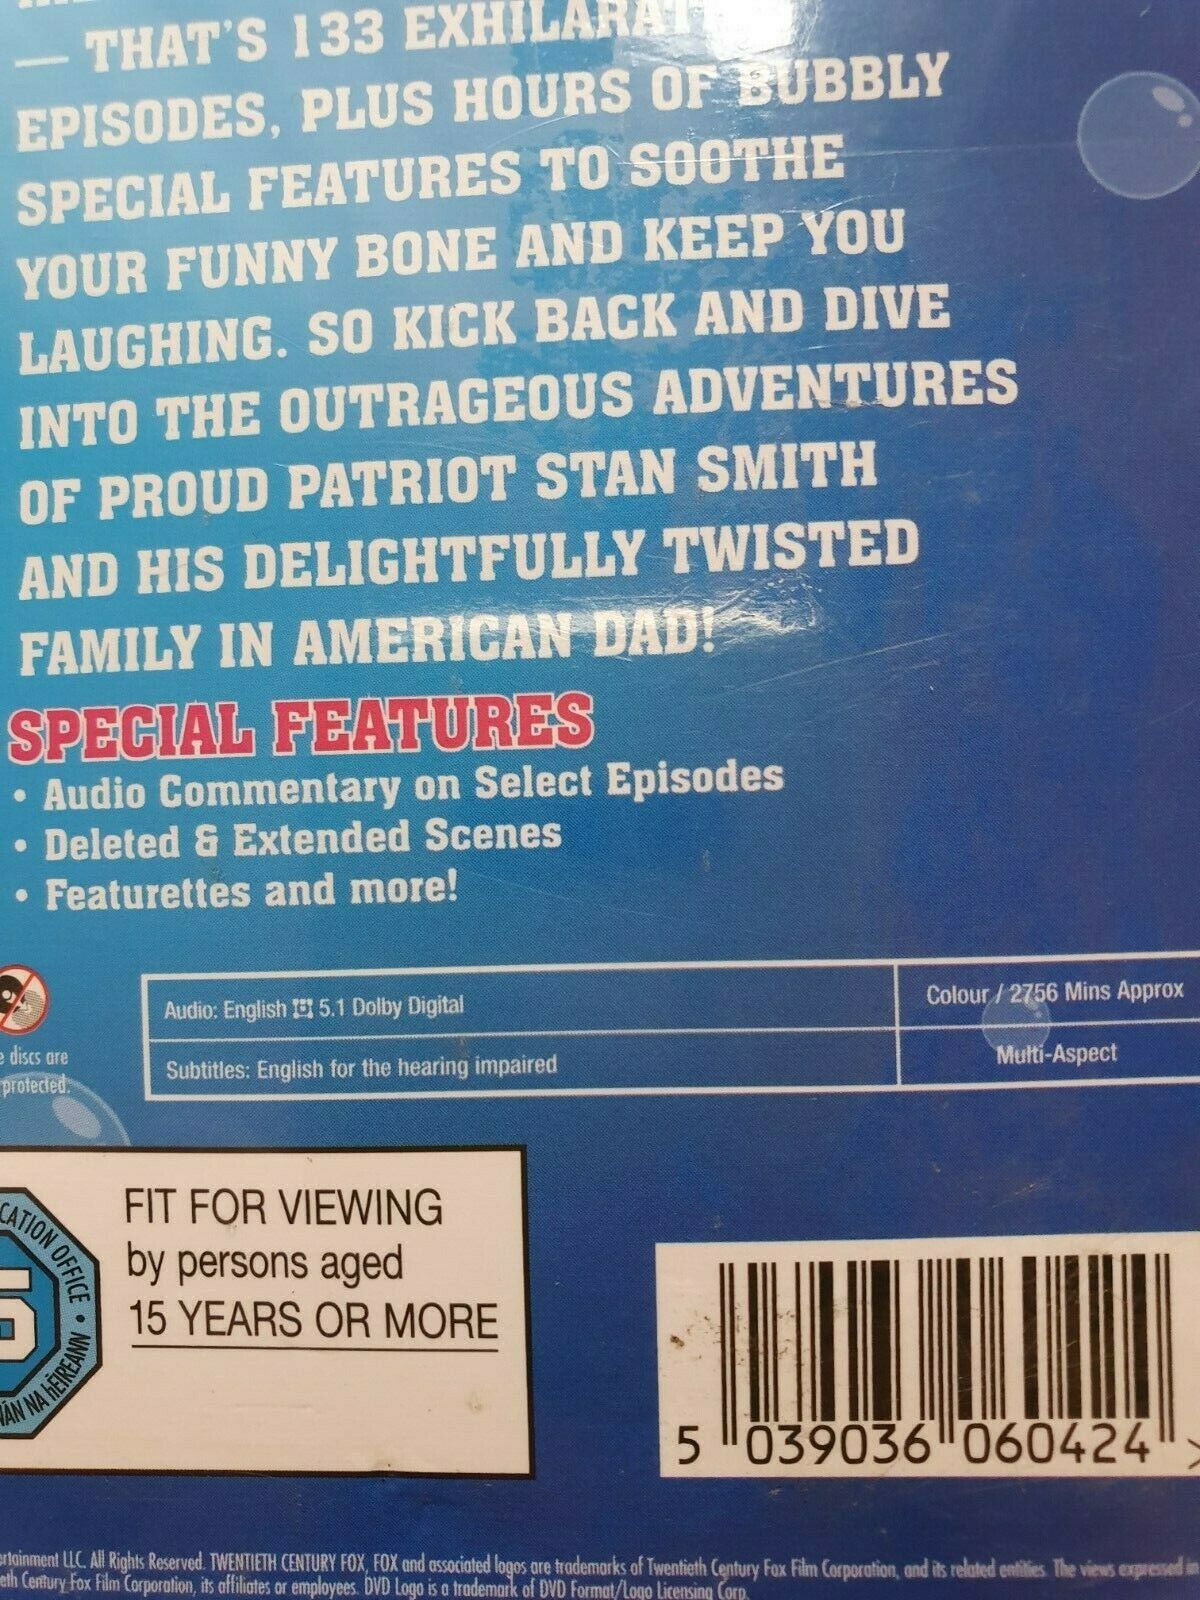 — THAT'S 133
EPISODES, PLUS HOURS OF BUBBLY
SPECIAL FEATURES TO SOOTHE
YOUR FUNNY BONE AND KEEP YOU
LAUGHING. SO KICK BACK AND DIVE
INTO THE OUTRAGEOUS ADVENTURES
OF PROUD PATRIOT STAN SMITH
AND HIS DELIGHTFULLY TWISTED
FAMILY IN AMERICAN DAD!
SPECIAL FEATURES
• Audio Commentary on Select Episodes
• Deleted & Extended Scenes
• Featurettes and more!
Audio: English 5.1 Dolby Digital
Colour / 2756 Mins Approx
Subtitles: English for the hearing impaired
Multi-Aspect
discs are
protected.
FIT FOR VIEWING
by persons aged
15 YEARS OR MORE
OFFICE •
NA hÉIREANN
5 039036 060424 >
LLC. All Rights Reserved. TWENTIETH CENTURY FOX, FOX and associated logos are trademarks of Twentieth Century Fox Film Corporation, and its related entities. The views expressed
Century Fox Film Corporation, its affiliates or employees. DVD Logo is a trademark of DVD Format/Logo Licensing Corp.